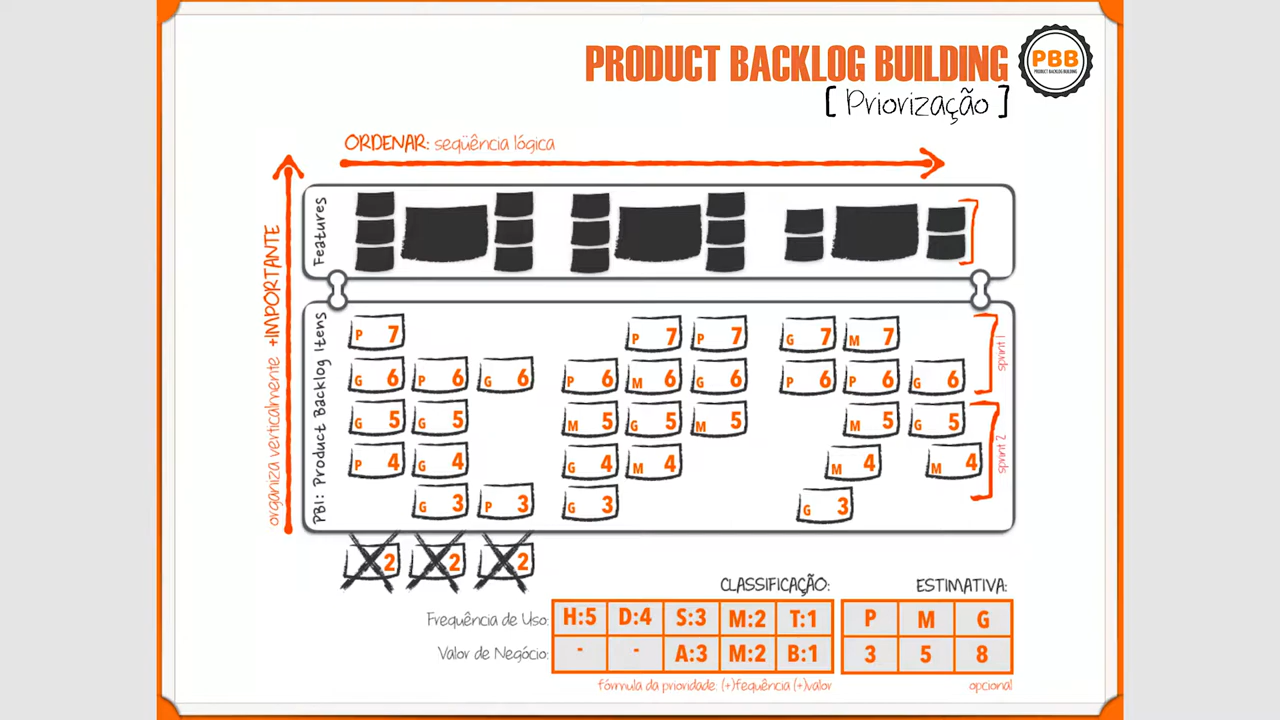 PRODUCT BACKLOG BUILDING
PBB
PRODUCT BACKLOG BUILDING
[ Priorização ]
ORDENAR: seqüência lógica
organiza verticalmente +IMPORTANTE
Features
PBI: Product Backlog Itens
P 7 P 7 P 7 G 7 M 7
G 6 P 6 G 6 P 6 M 6 G 6 P 6 P 6 G 6
sprint 1
G 5 G 5 M 5 G 5 M 5 M 5 G 5
P 4 G 4 G 4 M 4 M 4 M 4
sprint 2
G 3 P 3 G 3 G 3
2 2 2
CLASSIFICAÇÃO: ESTIMATIVA:
Frequência de Uso: H:5 D:4 S:3 M:2 T:1 P M G
Valor de Negócio: - - A:3 M:2 B:1 3 5 8
fórmula da prioridade: (+)fequência (+)valor opcional